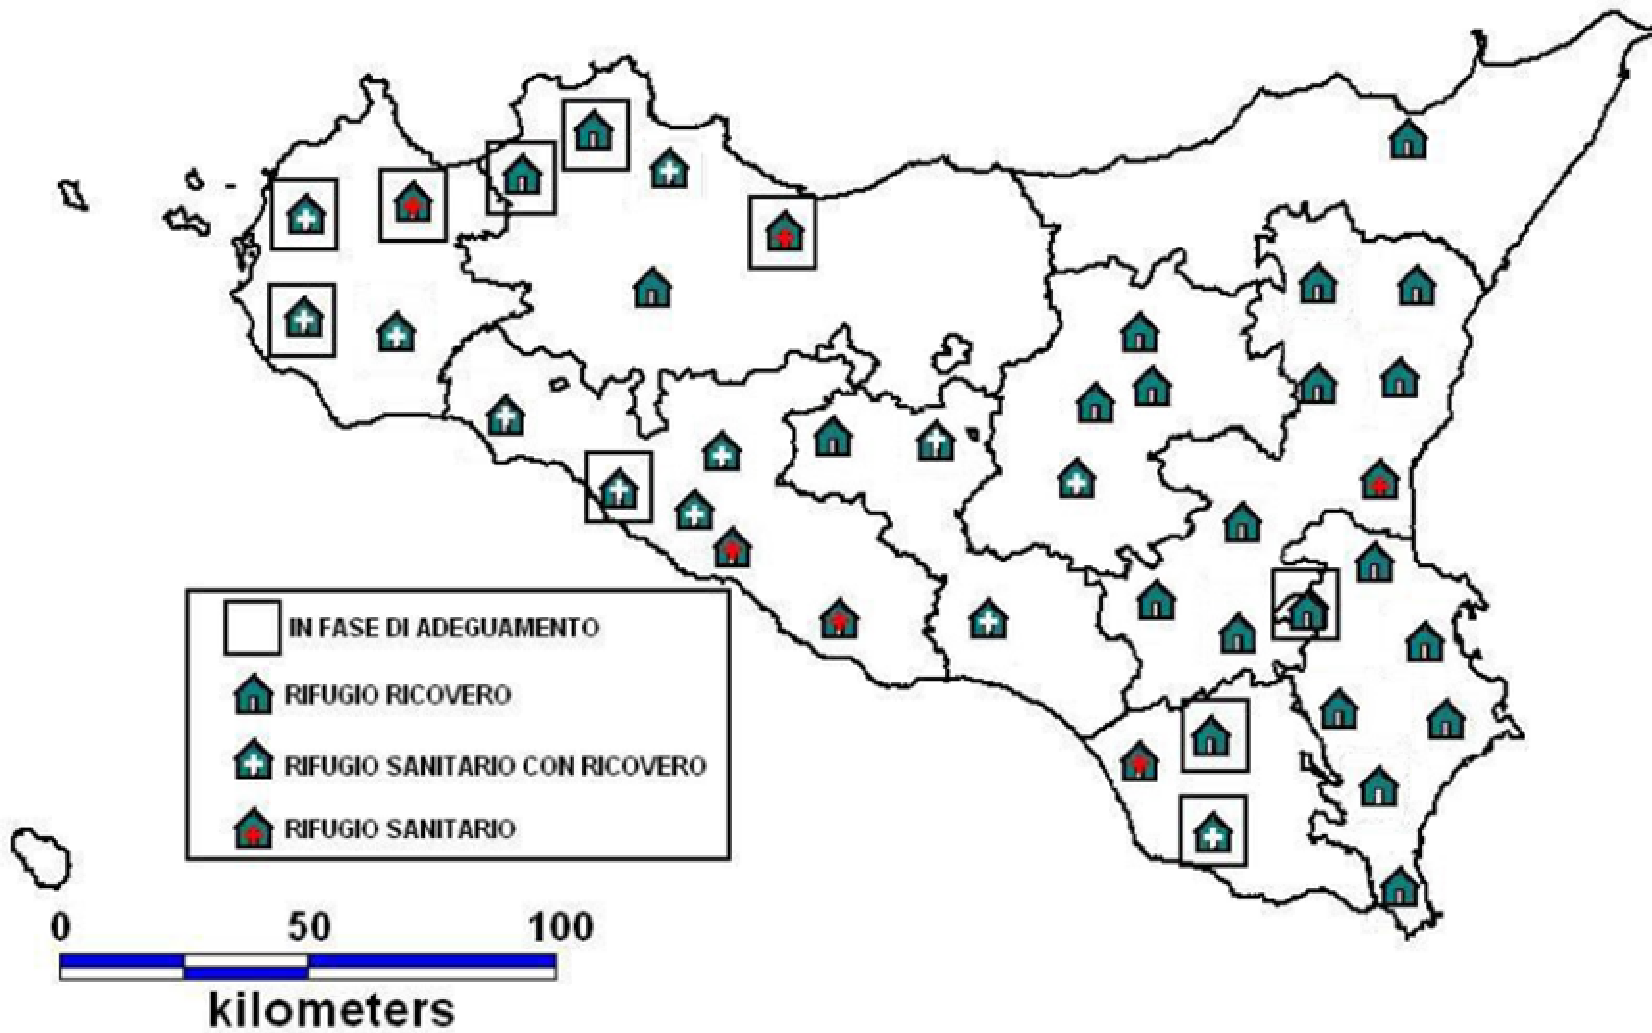 IN FASE DI ADEGUAMENTO
RIFUGIO RICOVERO
RIFUGIO SANITARIO CON RICOVERO
RIFUGIO SANITARIO
0 50 100
kilometers